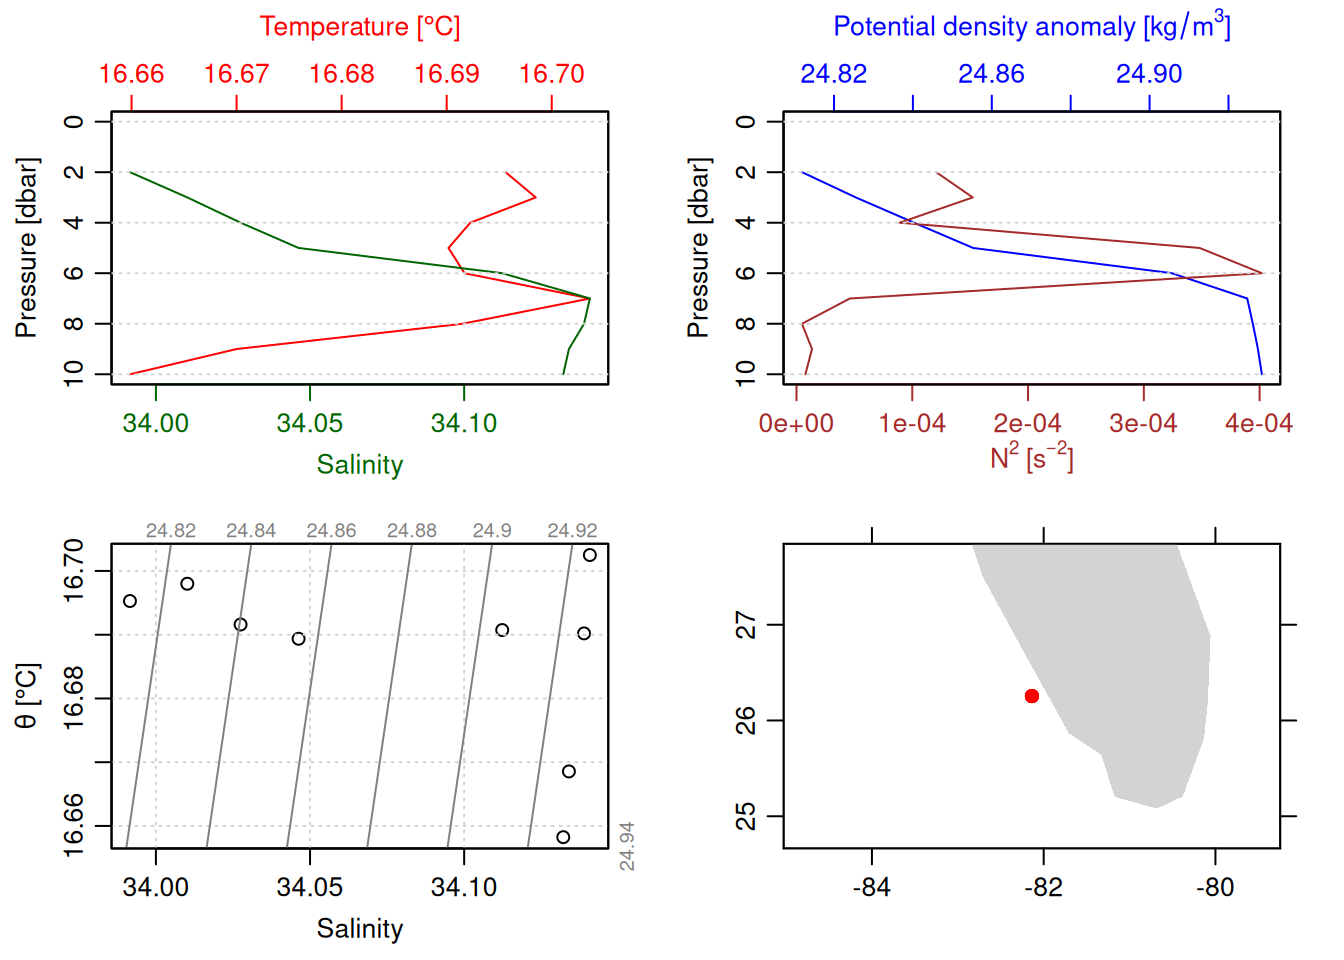 Temperature [°C]
16.66 16.67 16.68 16.69 16.70
Pressure [dbar]
0
2
4
6
8
10
34.00 34.05 34.10
Salinity
Potential density anomaly [kg/m³]
24.82 24.86 24.90
Pressure [dbar]
0
2
4
6
8
10
0e+00 1e-04 2e-04 3e-04 4e-04
N² [s⁻²]
24.82 24.84 24.86 24.88 24.9 24.92
24.94
θ [°C]
16.70
16.68
16.66
34.00 34.05 34.10
Salinity
27
26
25
-84 -82 -80